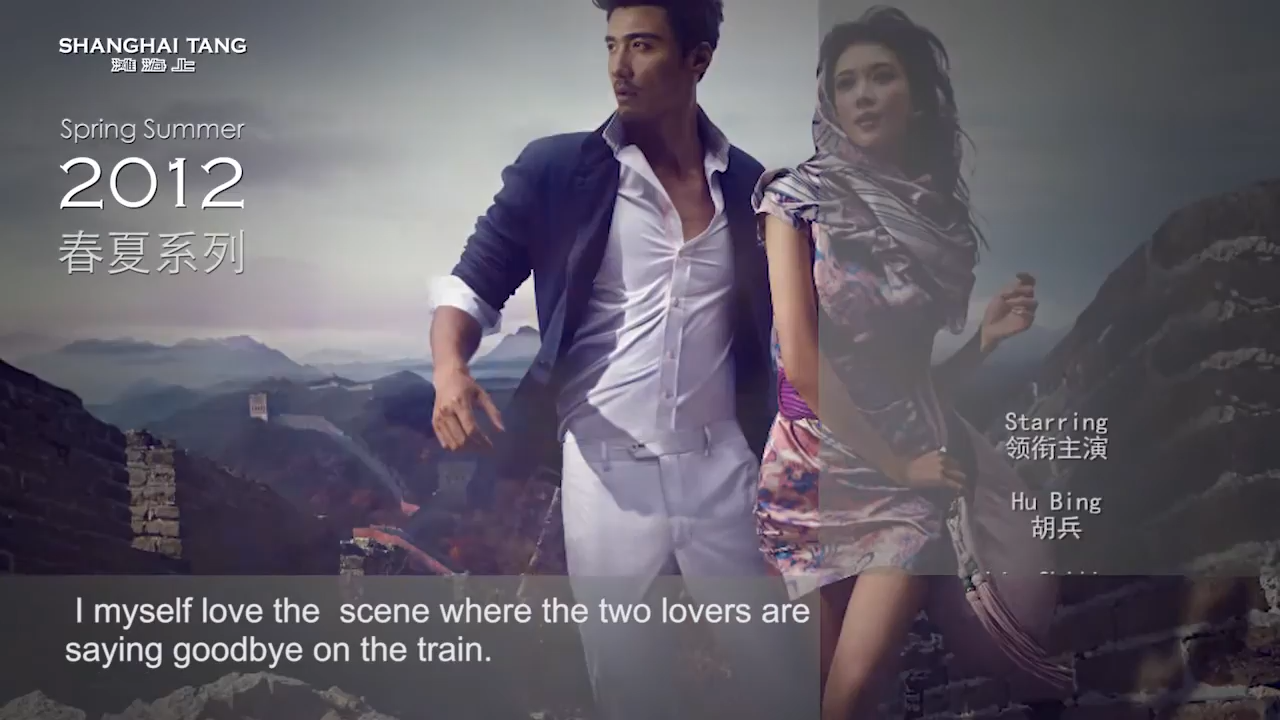 SHANGHAI TANG
灘海上
Spring Summer
2012
春夏系列
Starring
领衔主演
Hu Bing
胡兵
I myself love the  scene where the two lovers are
saying goodbye on the train.